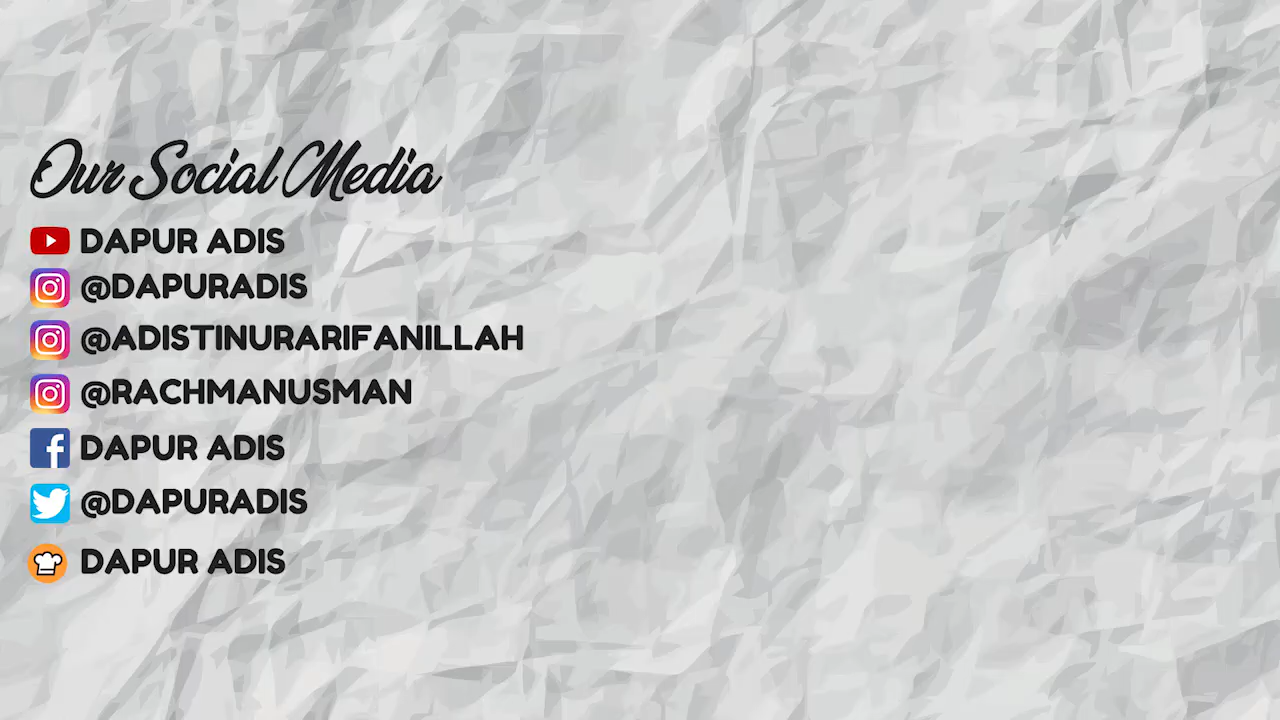 Our Social Media
DAPUR ADIS
@DAPURADIS
@ADISTINURARIFANILLAH
@RACHMANUSMAN
DAPUR ADIS
@DAPURADIS
DAPUR ADIS